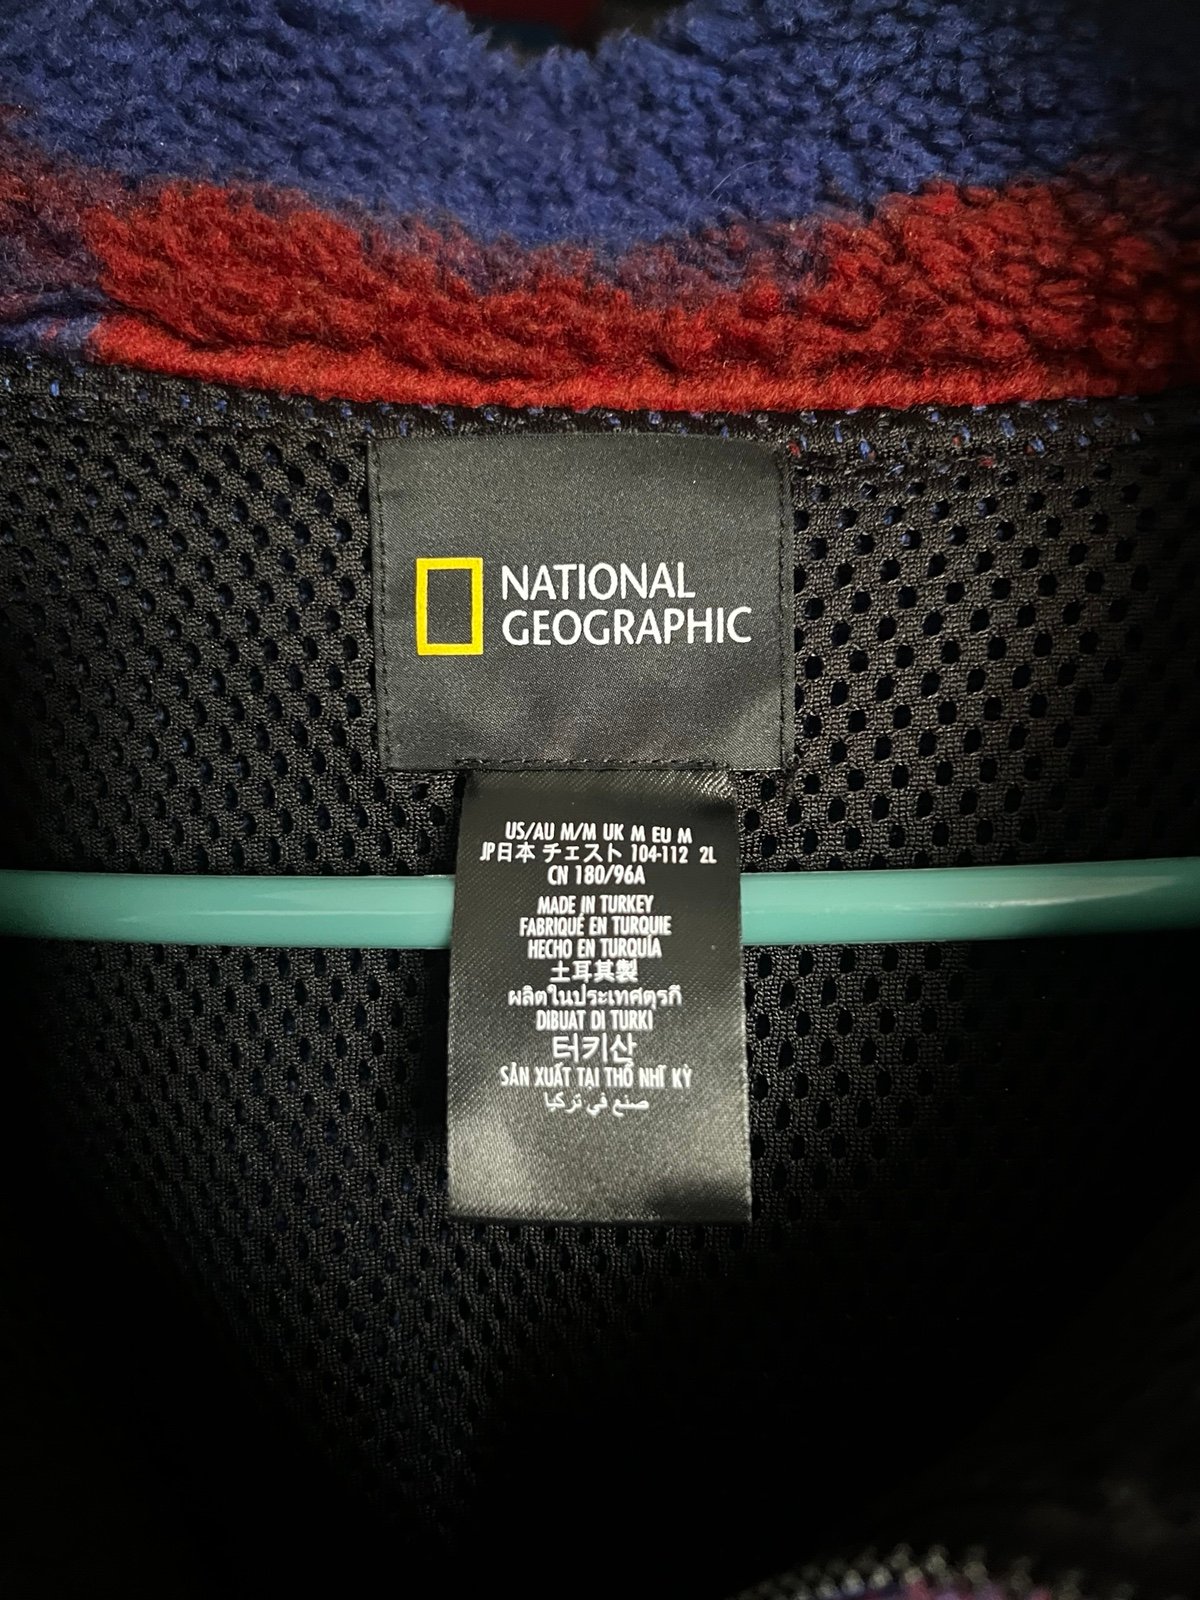 NATIONAL
GEOGRAPHIC
US/AU M/M UK M EU M
JP日本 チェスト 104-112 2L
CN 180/96A
MADE IN TURKEY
FABRIQUÉ EN TURQUIE
HECHO EN TURQUÍA
土耳其製
ผลิตในประเทศตุรกี
DIBUAT DI TURKI
터키산
SẢN XUẤT TẠI THỔ NHĨ KỲ
صنع في تركيا